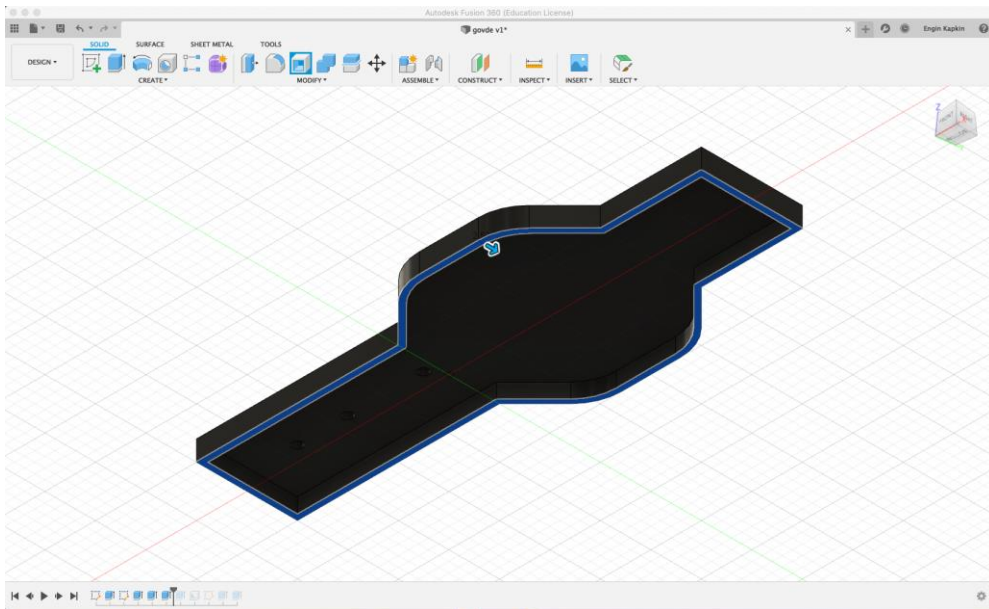 Autodesk Fusion 360 (Education License)
govde v1*
Engin Kapkin
DESIGN
SOLID
SURFACE
SHEET METAL
TOOLS
CREATE
MODIFY
ASSEMBLE
CONSTRUCT
INSPECT
INSERT
SELECT
Z